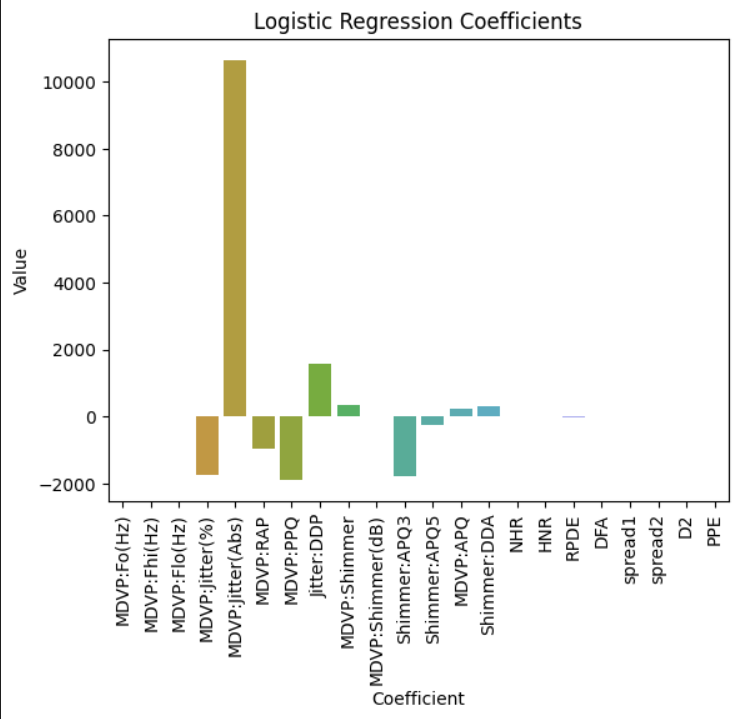 Logistic Regression Coefficients
10000
8000
6000
4000
2000
0
−2000
Value
MDVP:Fo(Hz)
MDVP:Fhi(Hz)
MDVP:Flo(Hz)
MDVP:Jitter(%)
MDVP:Jitter(Abs)
MDVP:RAP
MDVP:PPQ
Jitter:DDP
MDVP:Shimmer
MDVP:Shimmer(dB)
Shimmer:APQ3
Shimmer:APQ5
MDVP:APQ
Shimmer:DDA
NHR
HNR
RPDE
DFA
spread1
spread2
D2
PPE
Coefficient